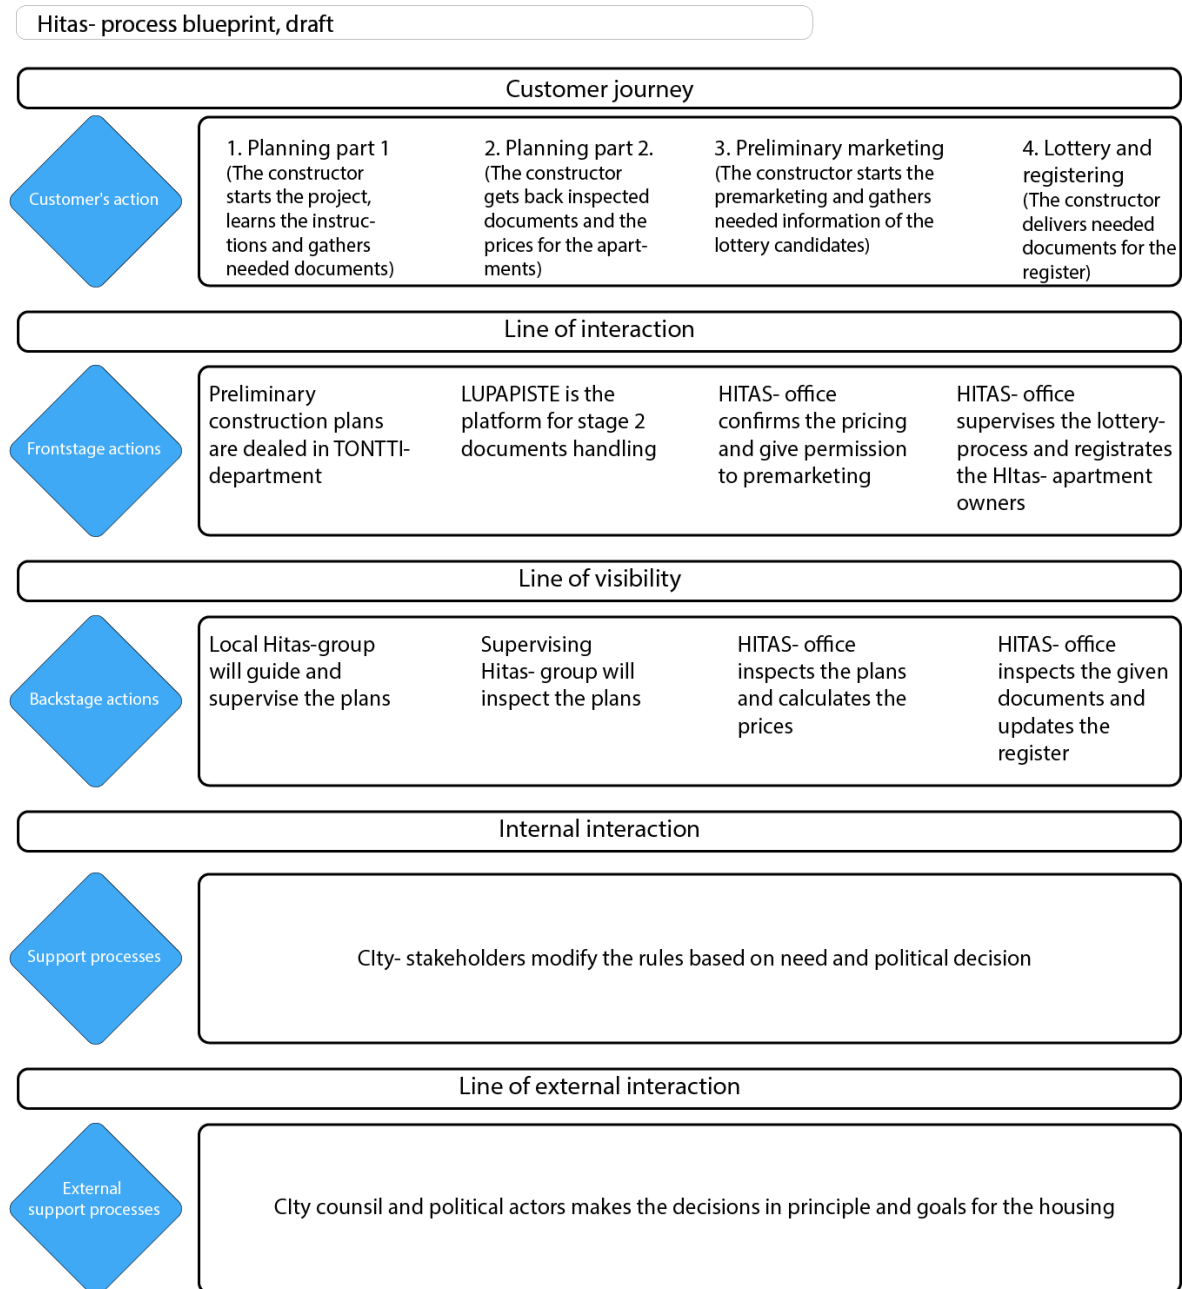 Hitas- process blueprint, draft
Customer journey
Customer's action
1. Planning part 1
(The constructor
starts the project,
learns the instruc-
tions and gathers
needed documents)
2. Planning part 2.
(The constructor
gets back inspected
documents and the
prices for the apart-
ments)
3. Preliminary marketing
(The constructor starts the
premarketing and gathers
needed information of the
lottery candidates)
4. Lottery and
registering
(The constructor
delivers needed
documents for the
register)
Line of interaction
Frontstage actions
Preliminary
construction plans
are dealed in TONTTI-
department
LUPAPISTE is the
platform for stage 2
documents handling
HITAS- office
confirms the pricing
and give permission
to premarketing
HITAS- office
supervises the lottery-
process and registrates
the HItas- apartment
owners
Line of visibility
Backstage actions
Local Hitas-group
will guide and
supervise the plans
Supervising
Hitas- group will
inspect the plans
HITAS- office
inspects the plans
and calculates the
prices
HITAS- office
inspects the given
documents and
updates the
register
Internal interaction
Support processes
CIty- stakeholders modify the rules based on need and political decision
Line of external interaction
External
support processes
CIty counsil and political actors makes the decisions in principle and goals for the housing